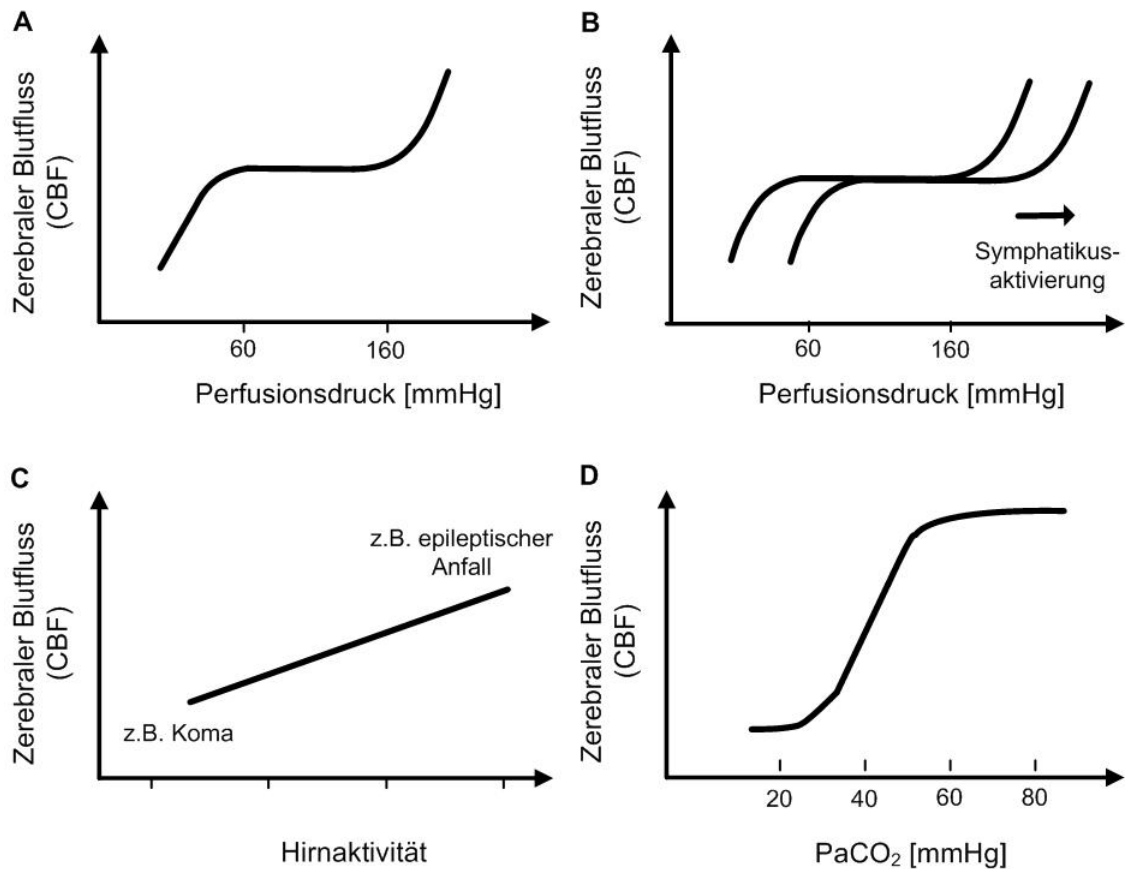 A
Zerebraler Blutfluss
(CBF)
60
160
Perfusionsdruck [mmHg]
B
Zerebraler Blutfluss
(CBF)
Symphatikus-
aktivierung
60
160
Perfusionsdruck [mmHg]
C
Zerebraler Blutfluss
(CBF)
z.B. epileptischer
Anfall
z.B. Koma
Hirnaktivität
D
Zerebraler Blutfluss
(CBF)
20
40
60
80
PaCO₂ [mmHg]